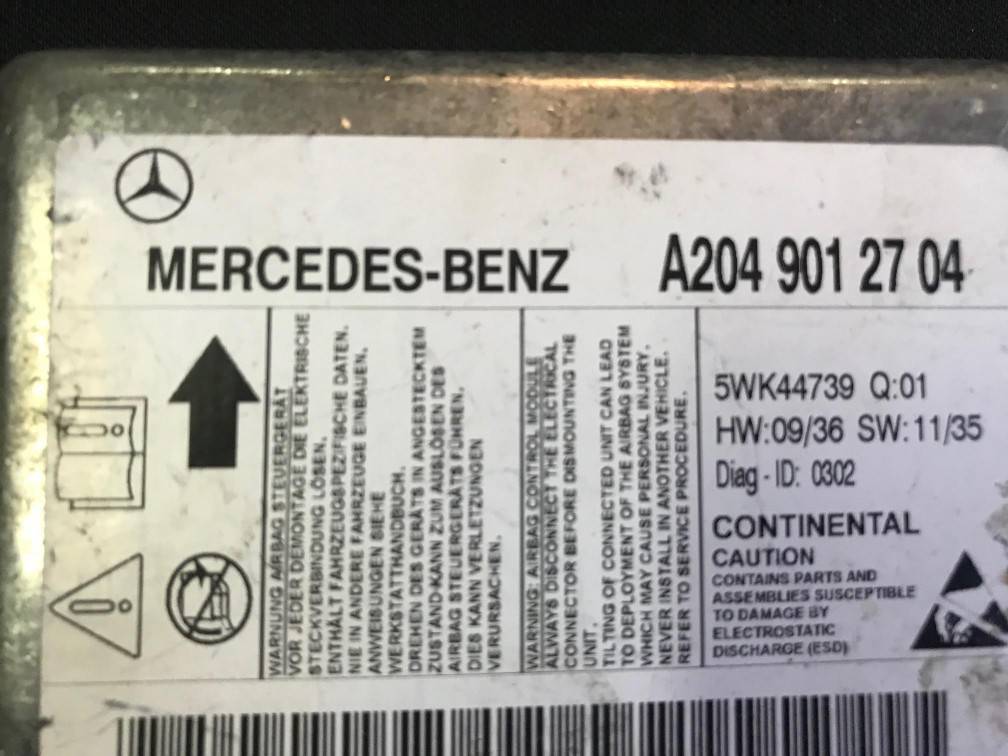 MERCEDES-BENZ A204 901 27 04
WARNUNG AIRBAG STEUERGERÄT
VOR JEDER DEMONTAGE DIE ELEKTRISCHE
STECKVERBINDUNG LÖSEN.
ENTHÄLT FAHRZEUGSPEZIFISCHE DATEN.
NIE IN ANDERE FAHRZEUGE EINBAUEN.
ANWEISUNGEN SIEHE
WERKSTATTHANDBUCH.
DREHEN DES GERÄTS IN ANGESTECKTEM
ZUSTAND KANN ZUM AUSLÖSEN DES
AIRBAG STEUERGERÄTS FÜHREN.
DIES KANN VERLETZUNGEN
VERURSACHEN.
WARNING: AIRBAG CONTROL MODULE
ALWAYS DISCONNECT THE ELECTRICAL
CONNECTOR BEFORE DISMOUNTING THE
UNIT.
TILTING OF CONNECTED UNIT CAN LEAD
TO DEPLOYMENT OF THE AIRBAG SYSTEM
WHICH MAY CAUSE PERSONAL INJURY.
NEVER INSTALL IN ANOTHER VEHICLE.
REFER TO SERVICE PROCEDURE.
5WK44739 Q:01
HW:09/36 SW:11/35
Diag - ID: 0302
CONTINENTAL
CAUTION
CONTAINS PARTS AND
ASSEMBLIES SUSCEPTIBLE
TO DAMAGE BY
ELECTROSTATIC
DISCHARGE (ESD)